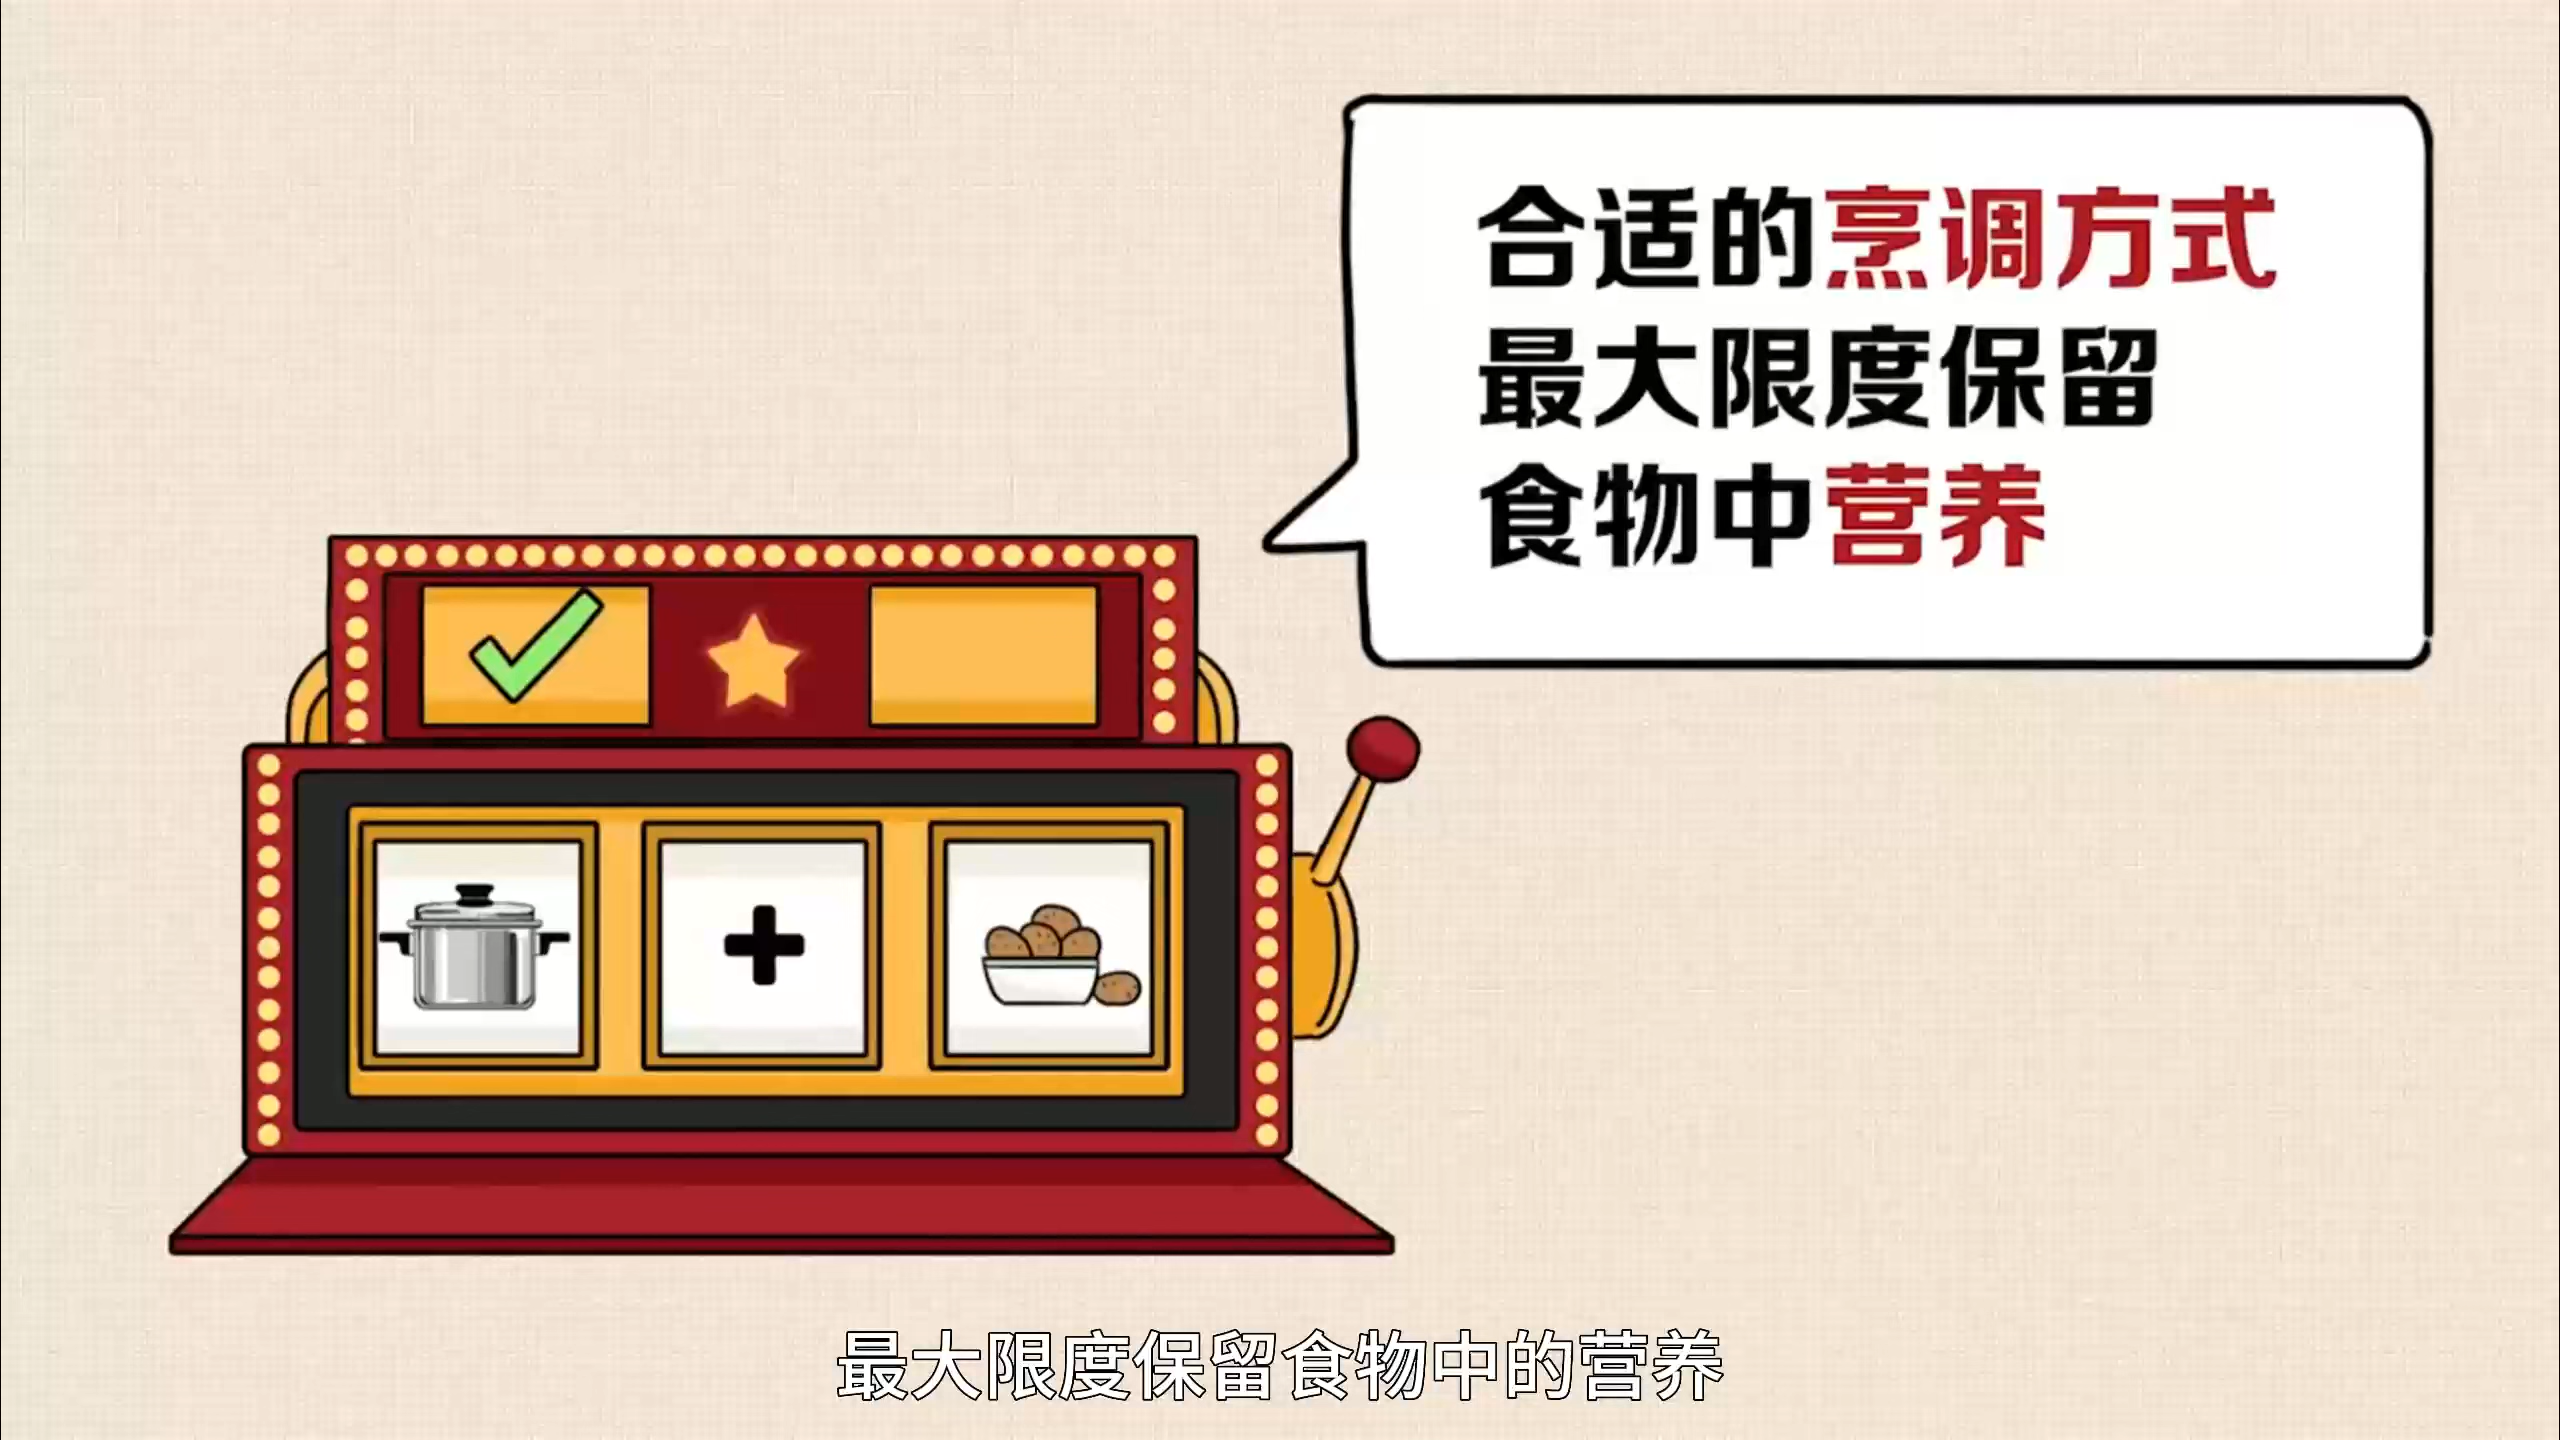 合适的烹调方式
最大限度保留
食物中营养
最大限度保留食物中的营养